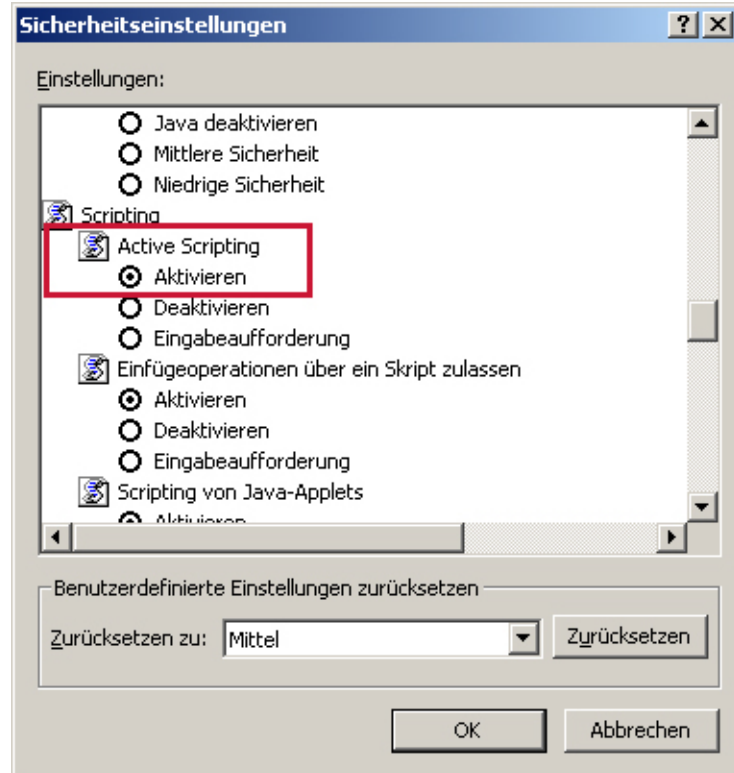 Sicherheitseinstellungen
Einstellungen:
Java deaktivieren
Mittlere Sicherheit
Niedrige Sicherheit
Scripting
Active Scripting
Aktivieren
Deaktivieren
Eingabeaufforderung
Einfügeoperationen über ein Skript zulassen
Aktivieren
Deaktivieren
Eingabeaufforderung
Scripting von Java-Applets
Aktivieren
Benutzerdefinierte Einstellungen zurücksetzen
Zurücksetzen zu: Mittel Zurücksetzen
OK Abbrechen